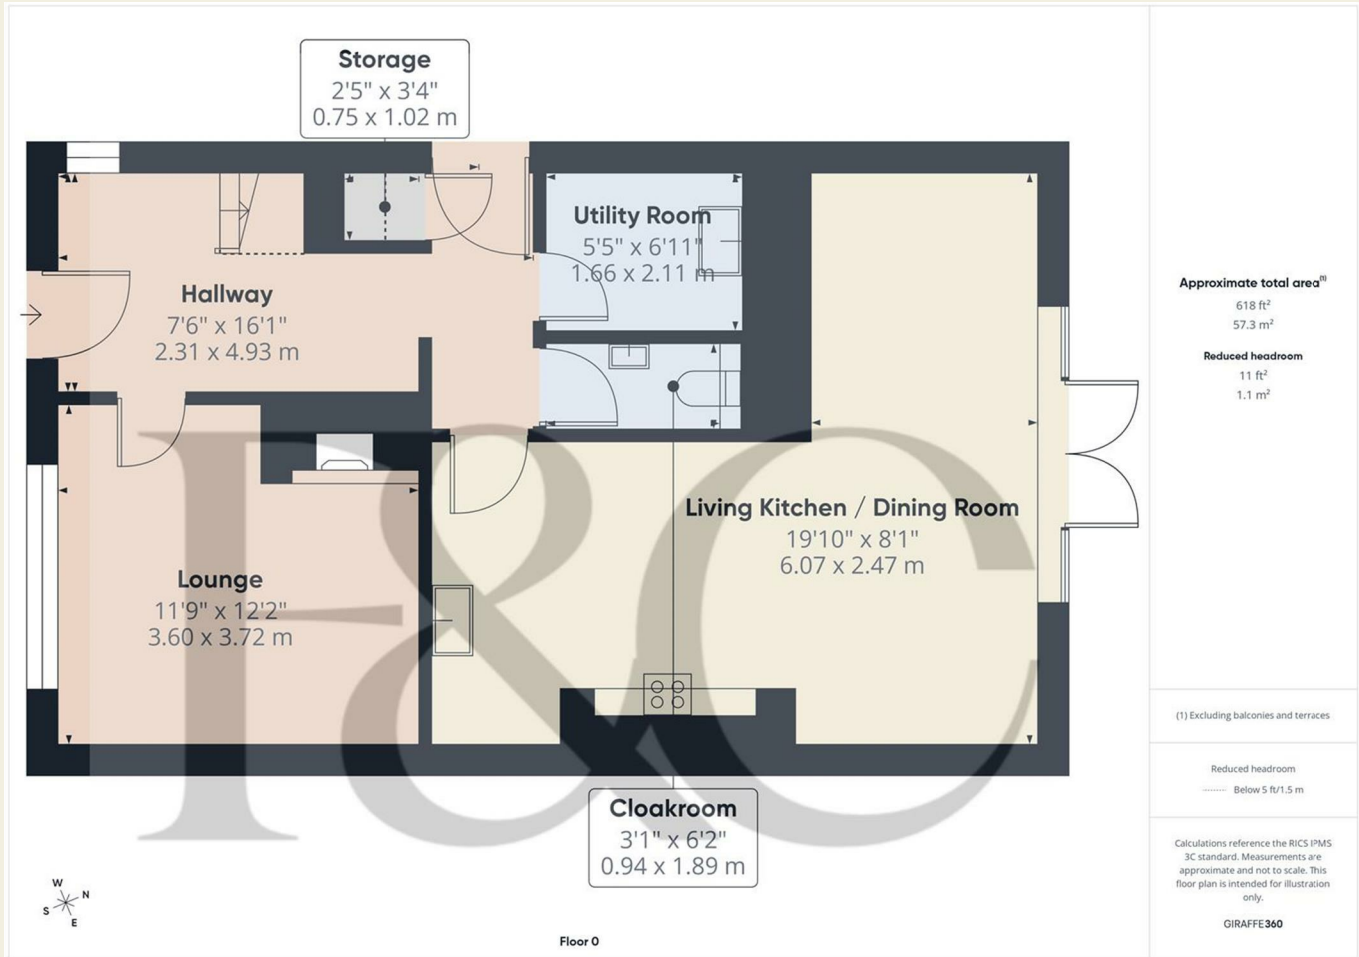 Storage
2'5" x 3'4"
0.75 x 1.02 m
Utility Room
5'5" x 6'11"
1.66 x 2.11 m
Hallway
7'6" x 16'1"
2.31 x 4.93 m
Living Kitchen / Dining Room
19'10" x 8'1"
6.07 x 2.47 m
Lounge
11'9" x 12'2"
3.60 x 3.72 m
Cloakroom
3'1" x 6'2"
0.94 x 1.89 m
F&C
W
N
S
E
Floor 0
Approximate total area(1)
618 ft²
57.3 m²
Reduced headroom
11 ft²
1.1 m²
(1) Excluding balconies and terraces
Reduced headroom
Below 5 ft/1.5 m
Calculations reference the RICS IPMS
3C standard. Measurements are
approximate and not to scale. This
floor plan is intended for illustration
only.
GIRAFFE360